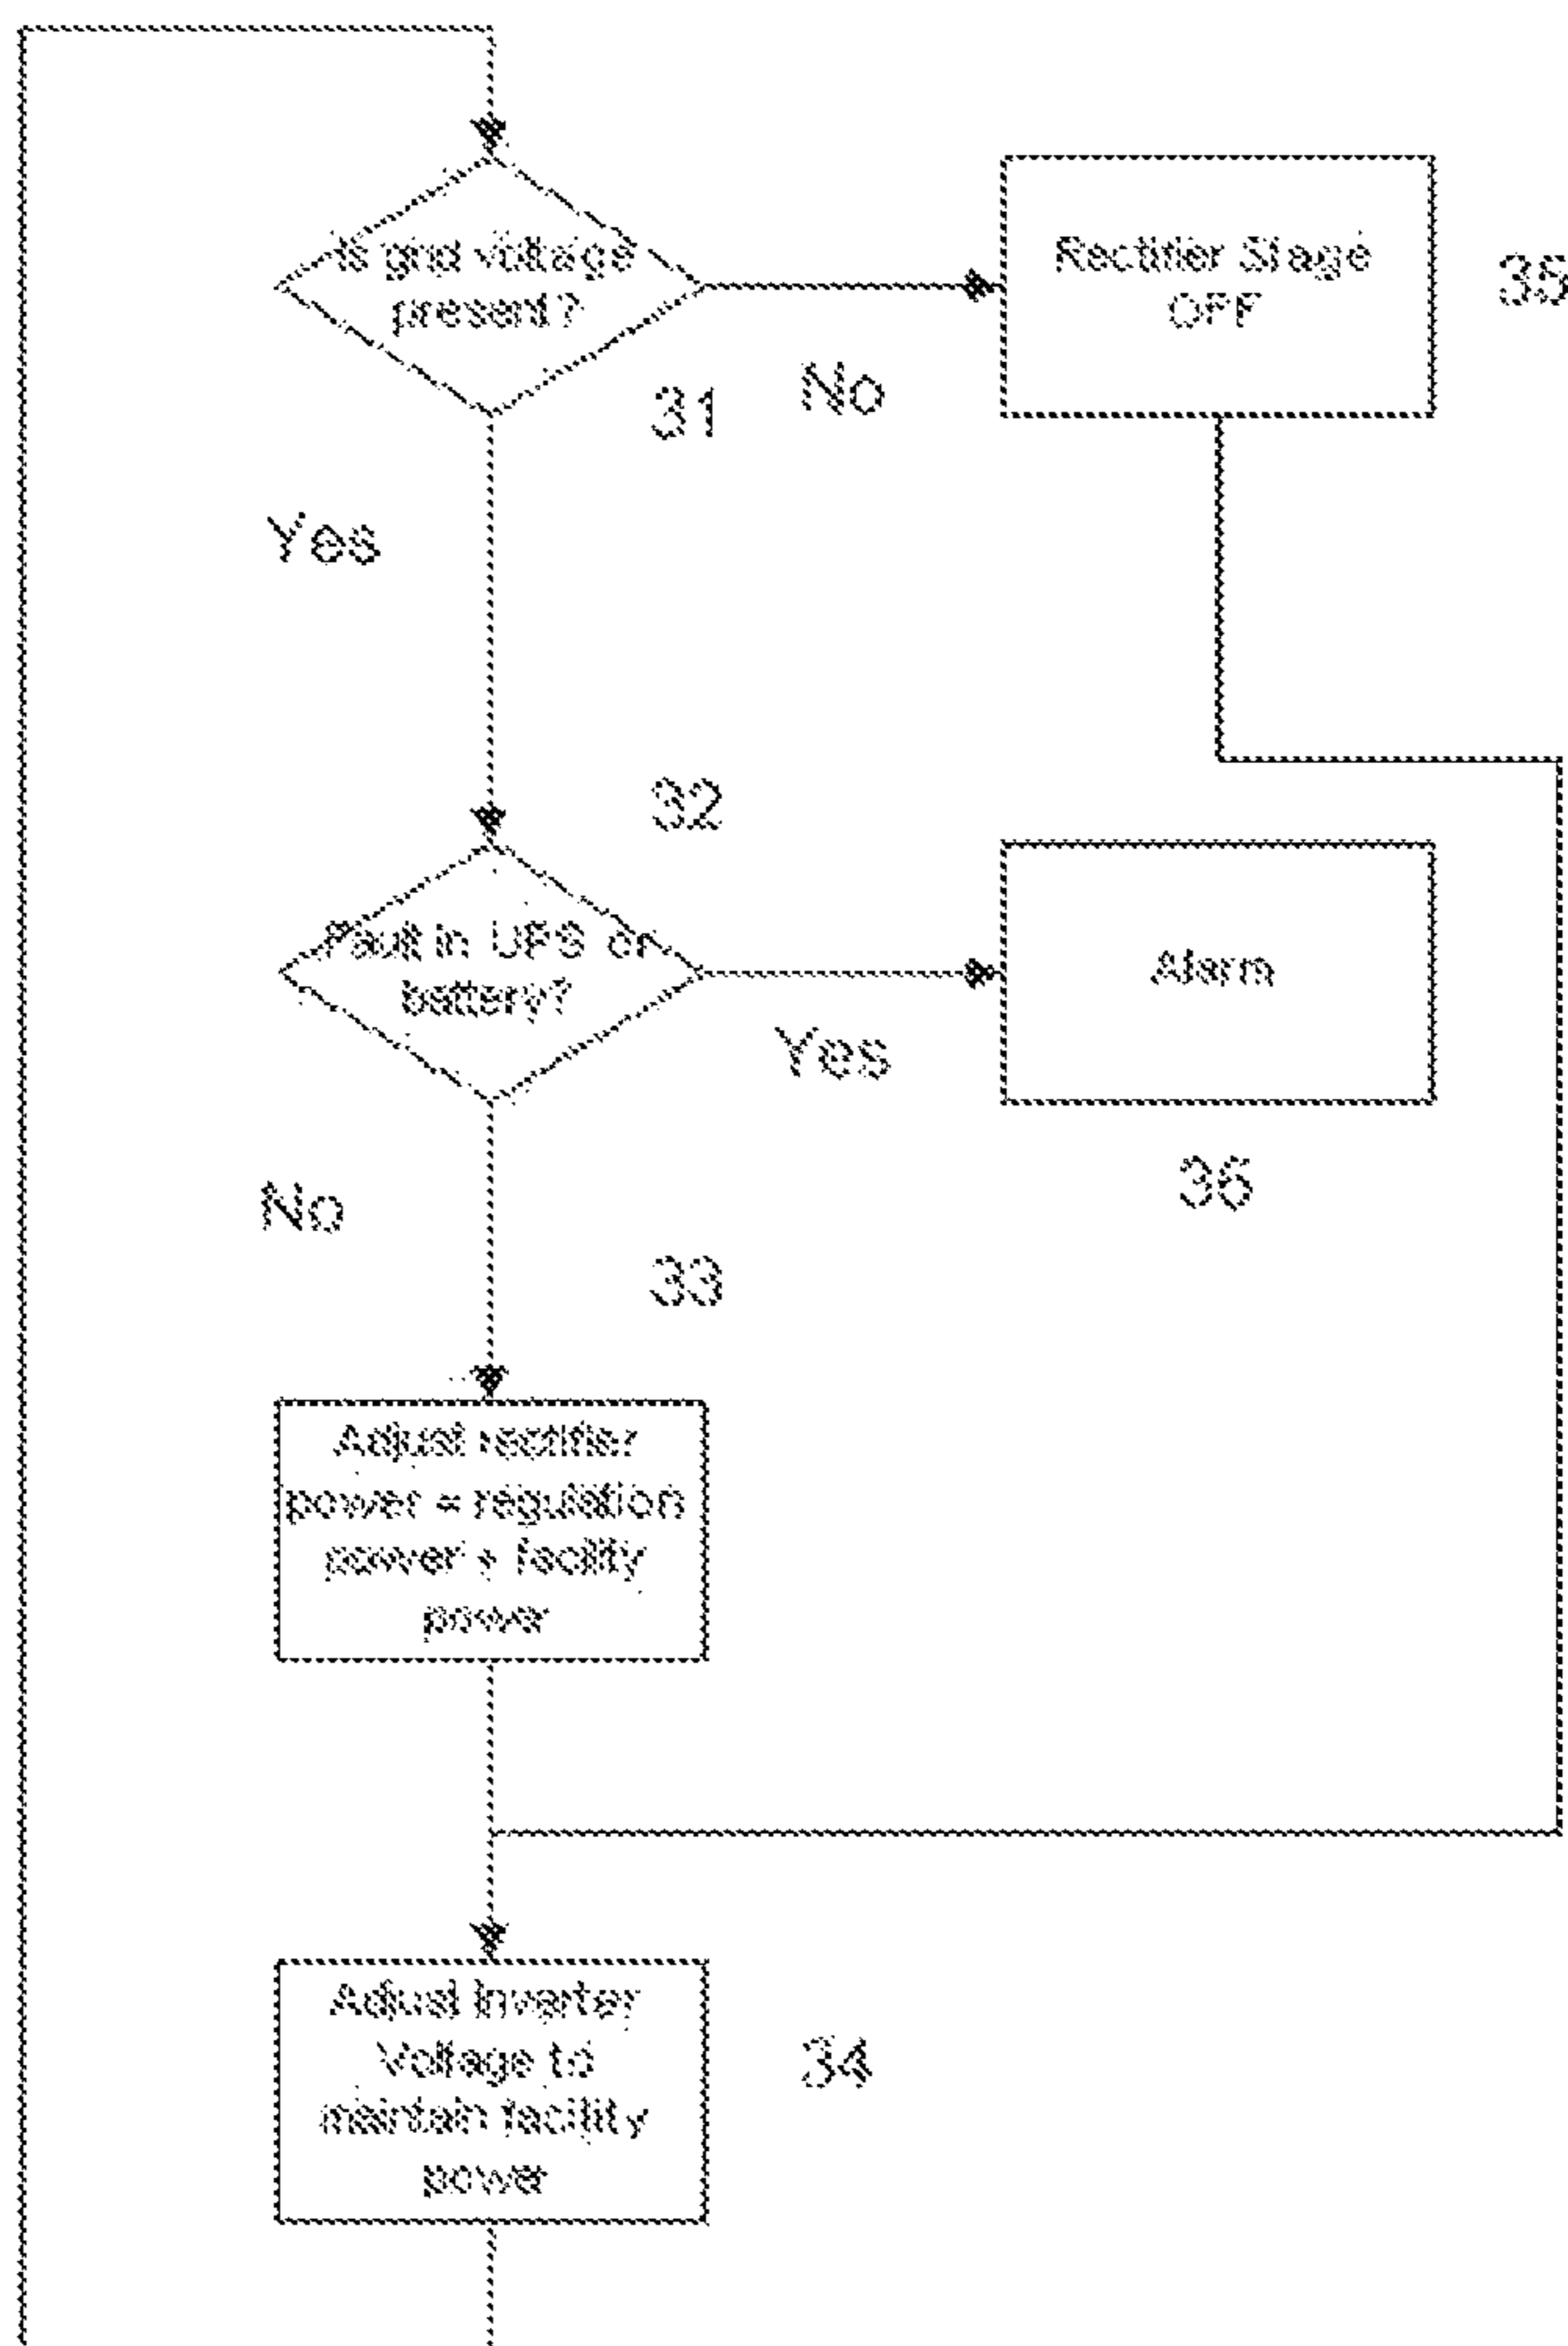 Is grid voltage
present?
Rectifier Stage
OFF
35
31
No
Yes
32
Fault in UPS or
battery?
Alarm
Yes
36
No
33
Adjust rectifier
power = regulation
power + facility
power
Adjust Inverter
Voltage to
maintain facility
power
34